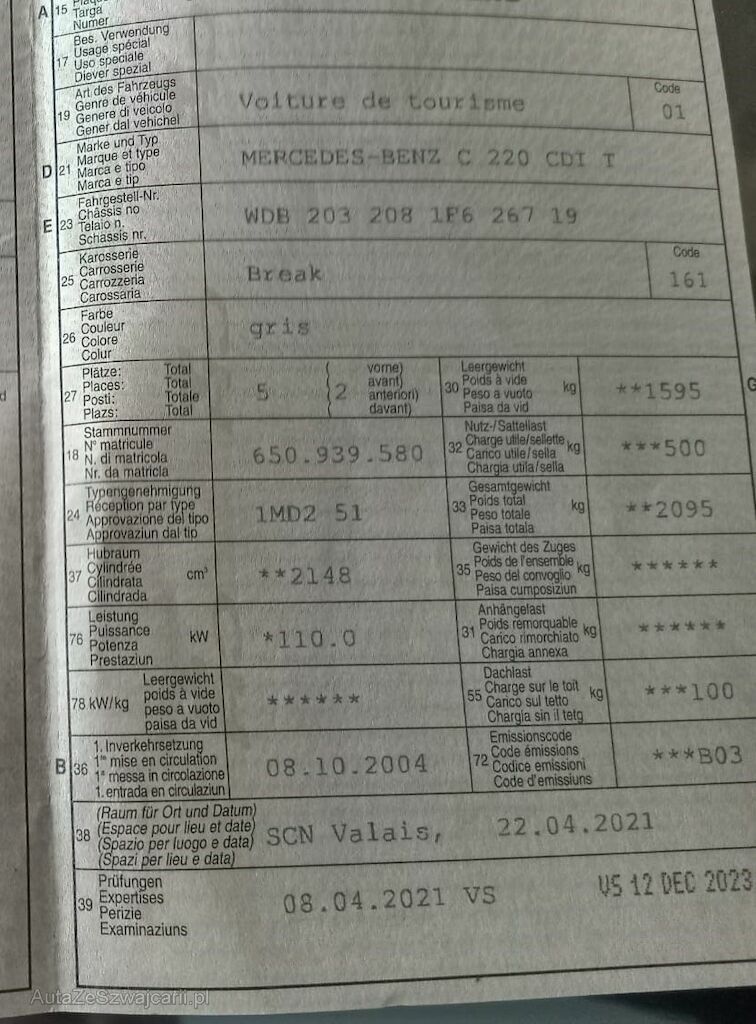 A 15 Plaque
Targa
Numer
17 Bes. Verwendung
Usage spécial
Uso speciale
Diever spezial
19 Art des Fahrzeugs
Genre de véhicule
Genere di veicolo
Gener dal vehichel
Voiture de tourisme
Code
01
D 21 Marke und Typ
Marque et type
Marca e tipo
Marca e tip
MERCEDES-BENZ C 220 CDI T
E 23 Fahrgestell-Nr.
Châssis no
Telaio n.
Schassis nr.
WDB 203 208 1F6 267 19
25 Karosserie
Carrosserie
Carrozzeria
Carossaria
Break
Code
161
26 Farbe
Couleur
Colore
Colur
gris
27 Plätze: Total
Places: Total
Posti: Totale
Plazs: Total
5 ( 2 vorne)
( avant)
( anteriori)
( davant)
30 Leergewicht
Poids à vide kg
Peso a vuoto
Paisa da vid
**1595
G
18 Stammnummer
N° matricule
N. di matricola
Nr. da matricla
650.939.580
32 Nutz-/Sattellast
Charge utile/sellette kg
Carico utile/sella
Chargia utila/sella
***500
24 Typengenehmigung
Réception par type
Approvazione del tipo
Approvaziun dal tip
1MD2 51
33 Gesamtgewicht
Poids total kg
Peso totale
Paisa totala
**2095
37 Hubraum
Cylindrée cm³
Cilindrata
Cilindrada
**2148
35 Gewicht des Zuges
Poids de l'ensemble kg
Peso del convoglio
Paisa cumposiziun
******
76 Leistung
Puissance kW
Potenza
Prestaziun
*110.0
31 Anhängelast
Poids remorquable kg
Carico rimorchiato
Chargia annexa
******
78 kW/kg Leergewicht
poids à vide
peso a vuoto
paisa da vid
******
55 Dachlast
Charge sur le toit kg
Carico sul tetto
Chargia sin il tetg
***100
B 36 1. Inverkehrsetzung
1re mise en circulation
1a messa in circolazione
1. entrada en circulaziun
08.10.2004
72 Emissionscode
Code émissions
Codice emissioni
Code d'emissiuns
***B03
38 (Raum für Ort und Datum)
(Espace pour lieu et date)
(Spazio per luogo e data)
(Spazi per lieu e data)
SCN Valais, 22.04.2021
39 Prüfungen
Expertises
Perizie
Examinaziuns
08.04.2021 VS
VS 12 DEC 2023
AutaZeSzwajcarii.pl